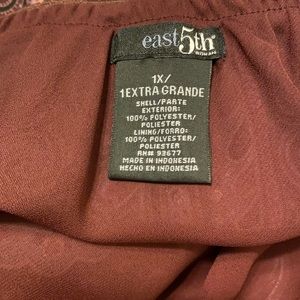 east5th
WOMAN
1X/
1EXTRA GRANDE
SHELL/PARTE
EXTERIOR:
100% POLYESTER/
POLIESTER
LINING/FORRO:
100% POLYESTER/
POLIESTER
RN# 93677
MADE IN INDONESIA
HECHO EN INDONESIA